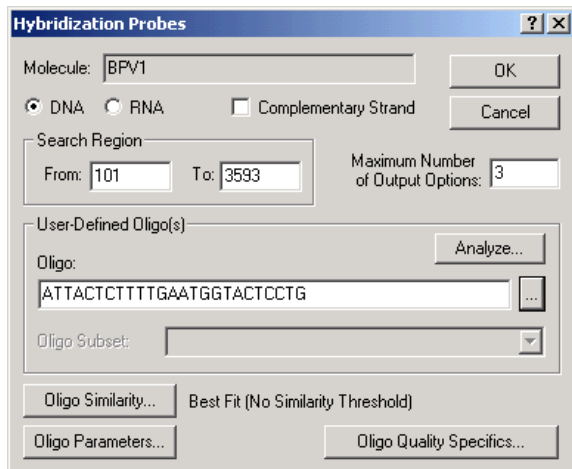 Hybridization Probes ? X
Molecule: BPV1
OK
DNA RNA Complementary Strand
Cancel
Search Region
From: 101 To: 3593
Maximum Number
of Output Options: 3
User-Defined Oligo(s)
Analyze...
Oligo:
ATTACTCTTTTGAATGGTACTCCTG ...
Oligo Subset:
Oligo Similarity... Best Fit (No Similarity Threshold)
Oligo Parameters... Oligo Quality Specifics...